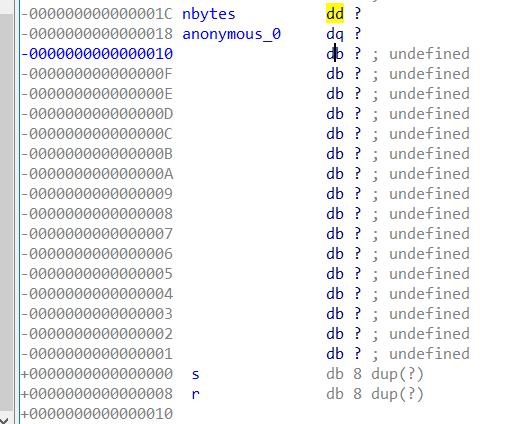 -000000000000001C nbytes dd ?
-0000000000000018 anonymous_0 dq ?
-0000000000000010 db ? ; undefined
-000000000000000F db ? ; undefined
-000000000000000E db ? ; undefined
-000000000000000D db ? ; undefined
-000000000000000C db ? ; undefined
-000000000000000B db ? ; undefined
-000000000000000A db ? ; undefined
-0000000000000009 db ? ; undefined
-0000000000000008 db ? ; undefined
-0000000000000007 db ? ; undefined
-0000000000000006 db ? ; undefined
-0000000000000005 db ? ; undefined
-0000000000000004 db ? ; undefined
-0000000000000003 db ? ; undefined
-0000000000000002 db ? ; undefined
-0000000000000001 db ? ; undefined
+0000000000000000 s db 8 dup(?)
+0000000000000008 r db 8 dup(?)
+0000000000000010